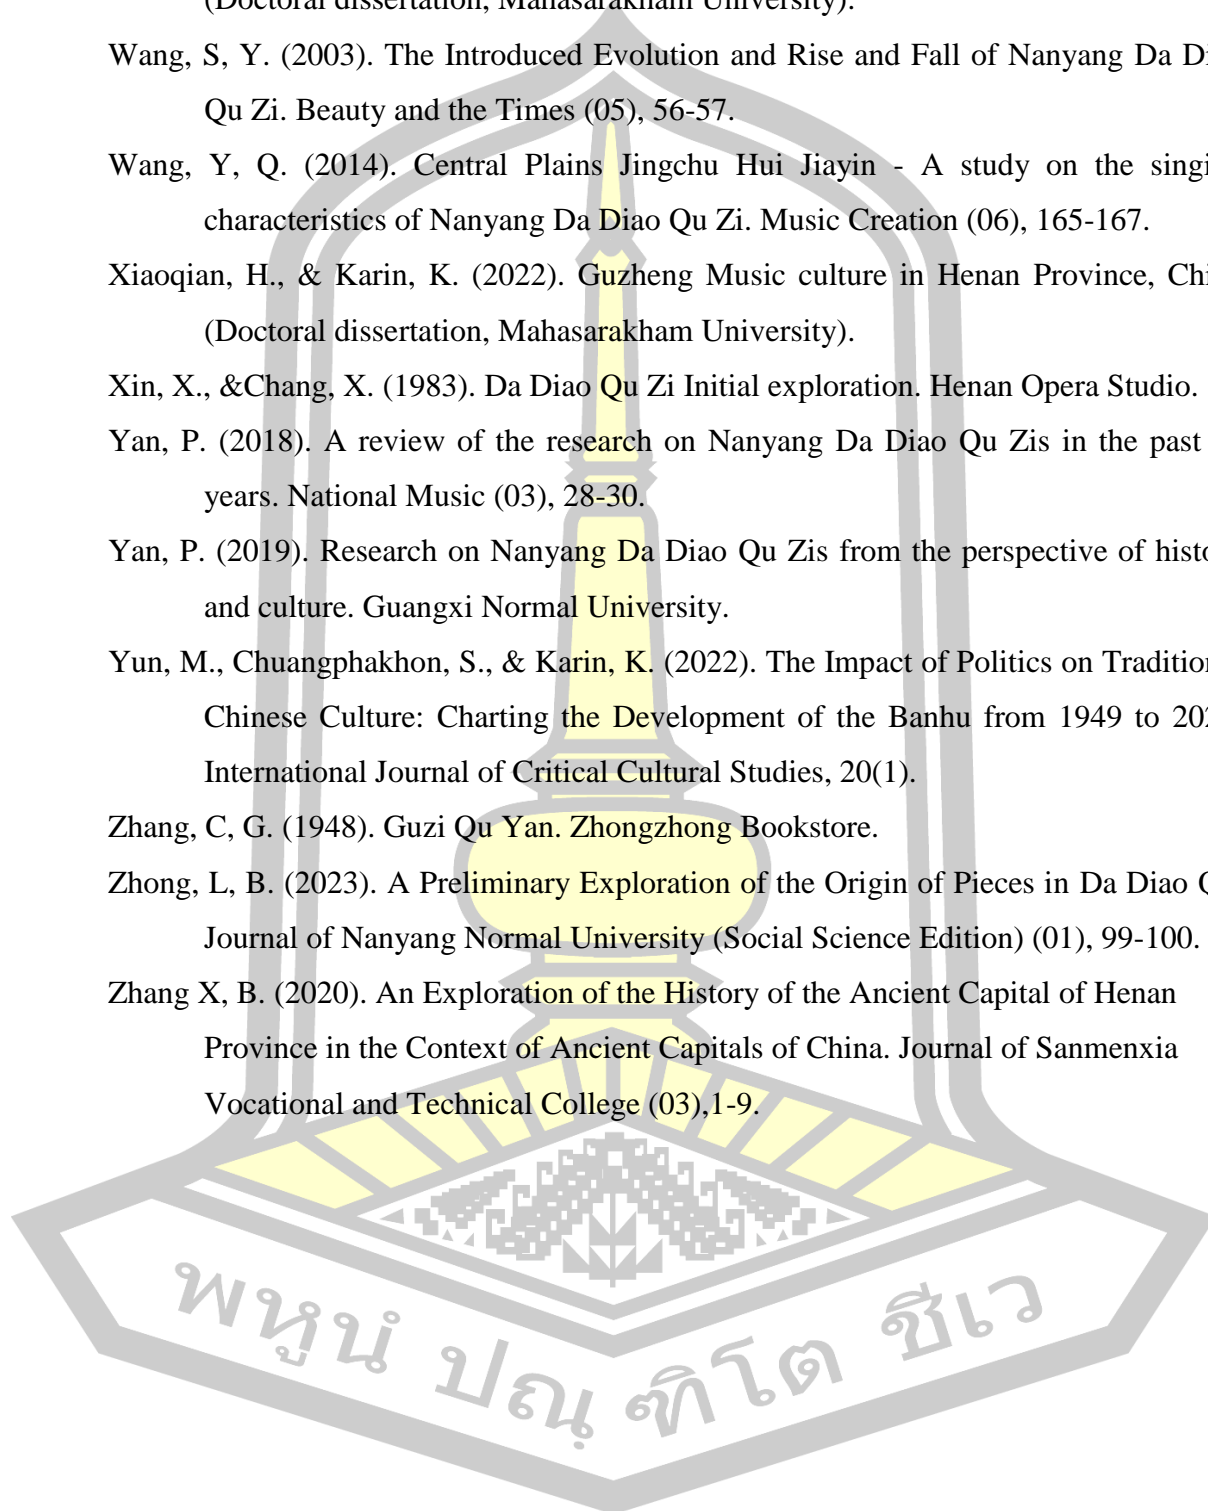 (Doctoral dissertation, Mahasarakham University).
Wang, S, Y. (2003). The Introduced Evolution and Rise and Fall of Nanyang Da Di
Qu Zi. Beauty and the Times (05), 56-57.
Wang, Y, Q. (2014). Central Plains Jingchu Hui Jiayin - A study on the singi
characteristics of Nanyang Da Diao Qu Zi. Music Creation (06), 165-167.
Xiaoqian, H., & Karin, K. (2022). Guzheng Music culture in Henan Province, Chi
(Doctoral dissertation, Mahasarakham University).
Xin, X., &Chang, X. (1983). Da Diao Qu Zi Initial exploration. Henan Opera Studio.
Yan, P. (2018). A review of the research on Nanyang Da Diao Qu Zis in the past
years. National Music (03), 28-30.
Yan, P. (2019). Research on Nanyang Da Diao Qu Zis from the perspective of histo
and culture. Guangxi Normal University.
Yun, M., Chuangphakhon, S., & Karin, K. (2022). The Impact of Politics on Tradition
Chinese Culture: Charting the Development of the Banhu from 1949 to 202
International Journal of Critical Cultural Studies, 20(1).
Zhang, C, G. (1948). Guzi Qu Yan. Zhongzhong Bookstore.
Zhong, L, B. (2023). A Preliminary Exploration of the Origin of Pieces in Da Diao
Journal of Nanyang Normal University (Social Science Edition) (01), 99-100.
Zhang X, B. (2020). An Exploration of the History of the Ancient Capital of Henan
Province in the Context of Ancient Capitals of China. Journal of Sanmenxia
Vocational and Technical College (03),1-9.
พหูนํ ปณฺฑิโต ชีเว